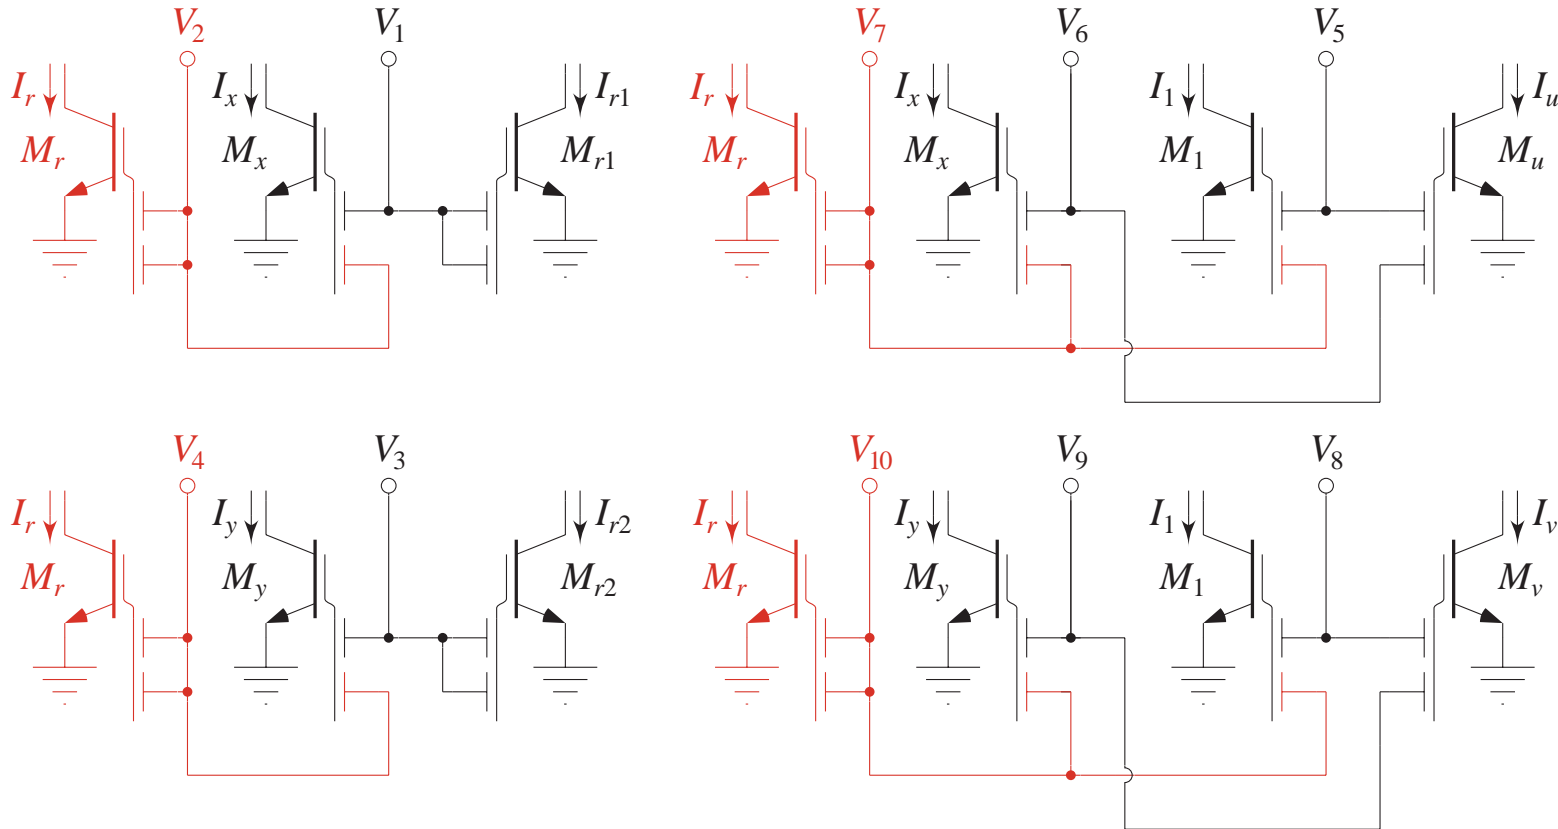 V2 V1 V7 V6 V5
Ir Ix Ir1 Ir Ix I1 Iu
Mr Mx Mr1 Mr Mx M1 Mu
V4 V3 V10 V9 V8
Ir Iy Ir2 Ir Iy I1 Iv
Mr My Mr2 Mr My M1 Mv